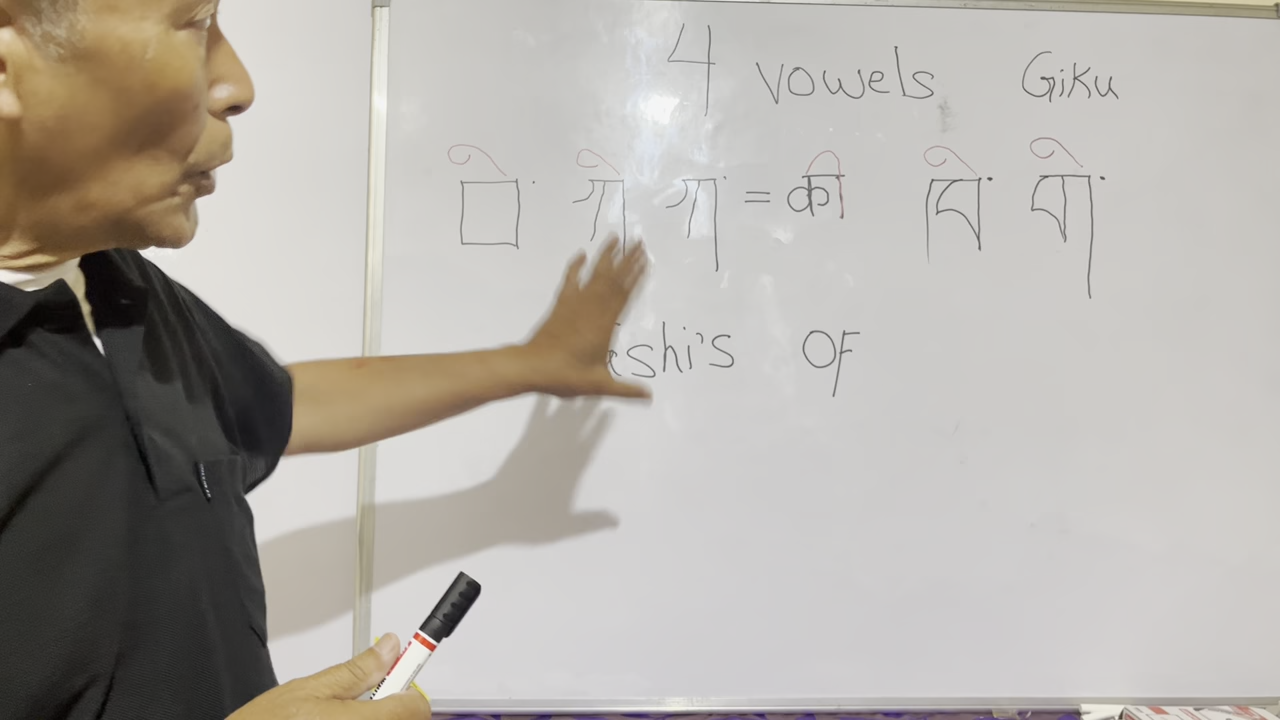 4 vowels Giku
□ི་ ཀི ཀ་ = की ཁི་ གི་
OF